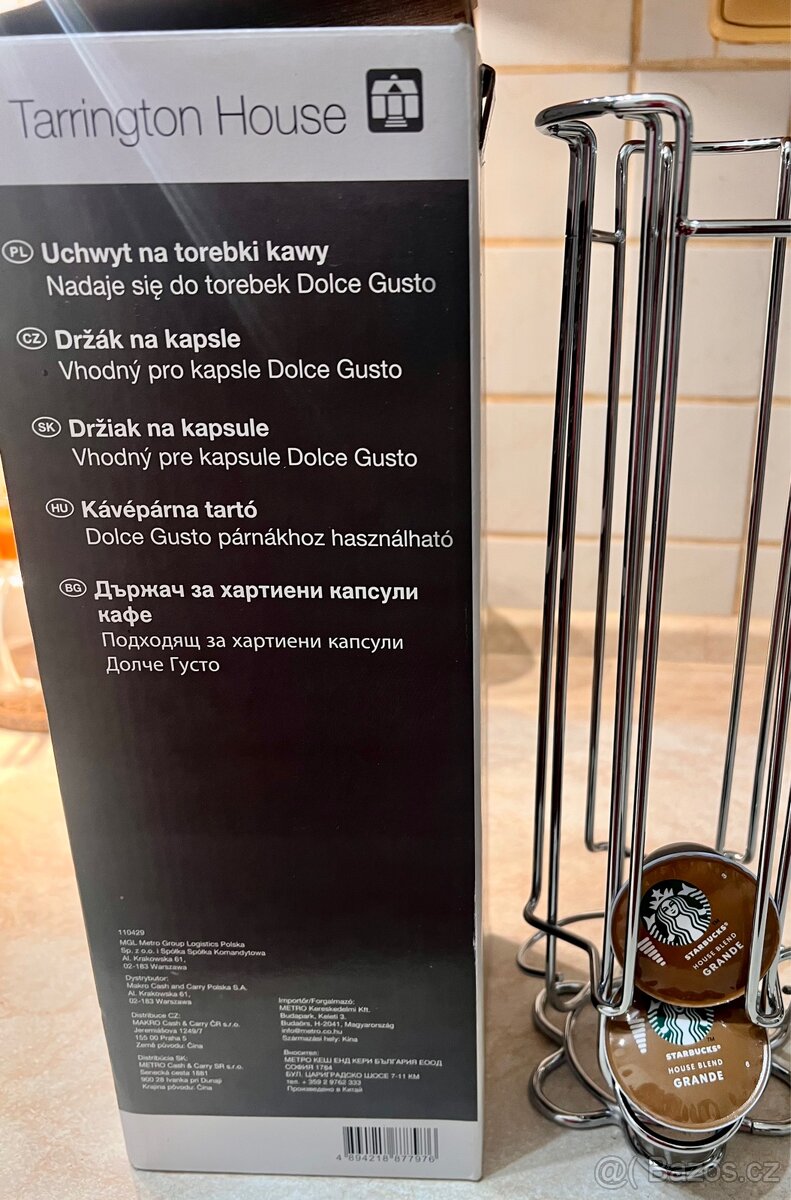 Tarrington House
PL Uchwyt na torebki kawy
Nadaje się do torebek Dolce Gusto
CZ Držák na kapsle
Vhodný pro kapsle Dolce Gusto
SK Držiak na kapsule
Vhodný pre kapsule Dolce Gusto
HU Kávépárna tartó
Dolce Gusto párnákhoz használható
BG Държач за хартиени капсули
кафе
Подходящ за хартиени капсули
Долче Густо
110429
MGL Metro Group Logistics Polska
Sp. z o.o. i Spółka Spółka Komandytowa
Al. Krakowska 61,
02-183 Warszawa
Dystrybutor:
Makro Cash and Carry Polska S.A.
Al. Krakowska 61,
02-183 Warszawa
Distribuce CZ:
MAKRO Cash & Carry ČR s.r.o.
Jeremiášova 1249/7
155 00 Praha 5
Země původu: Čína
Distribúcia SK:
METRO Cash & Carry SR s.r.o.
Senecká cesta 1881
900 28 Ivanka pri Dunaji
Krajina pôvodu: Čína
Importőr/Forgalmazó:
METRO Kereskedelmi Kft.
Budapark, Keleti 3.
Budaörs, H-2041, Magyarország
info@metro.co.hu
Származási hely: Kína
Вносител:
МЕТРО КЕШ ЕНД КЕРИ БЪЛГАРИЯ ЕООД
СОФИЯ 1784
БУЛ. ЦАРИГРАДСКО ШОСЕ 7-11 КМ
тел. + 359 2 9762 333
Произведено в Китай
4 894218 877976
STARBUCKS®
HOUSE BLEND
GRANDE
STARBUCKS®
HOUSE BLEND
GRANDE
Bazoš.cz